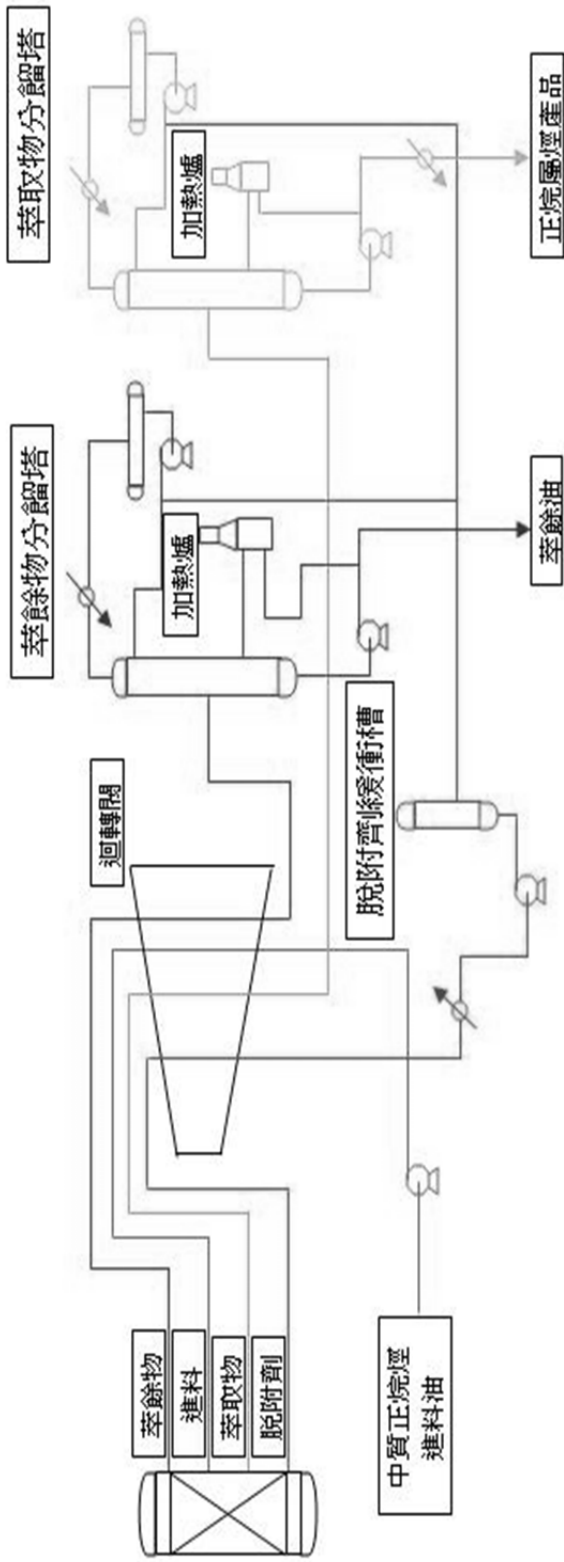 萃餘物
進料
萃取物
脫附劑
中質正烷烴
進料油
迴轉閥
脫附劑緩衝槽
萃餘物分餾塔
加熱爐
萃餘油
萃取物分餾塔
加熱爐
正烷屬烴產品